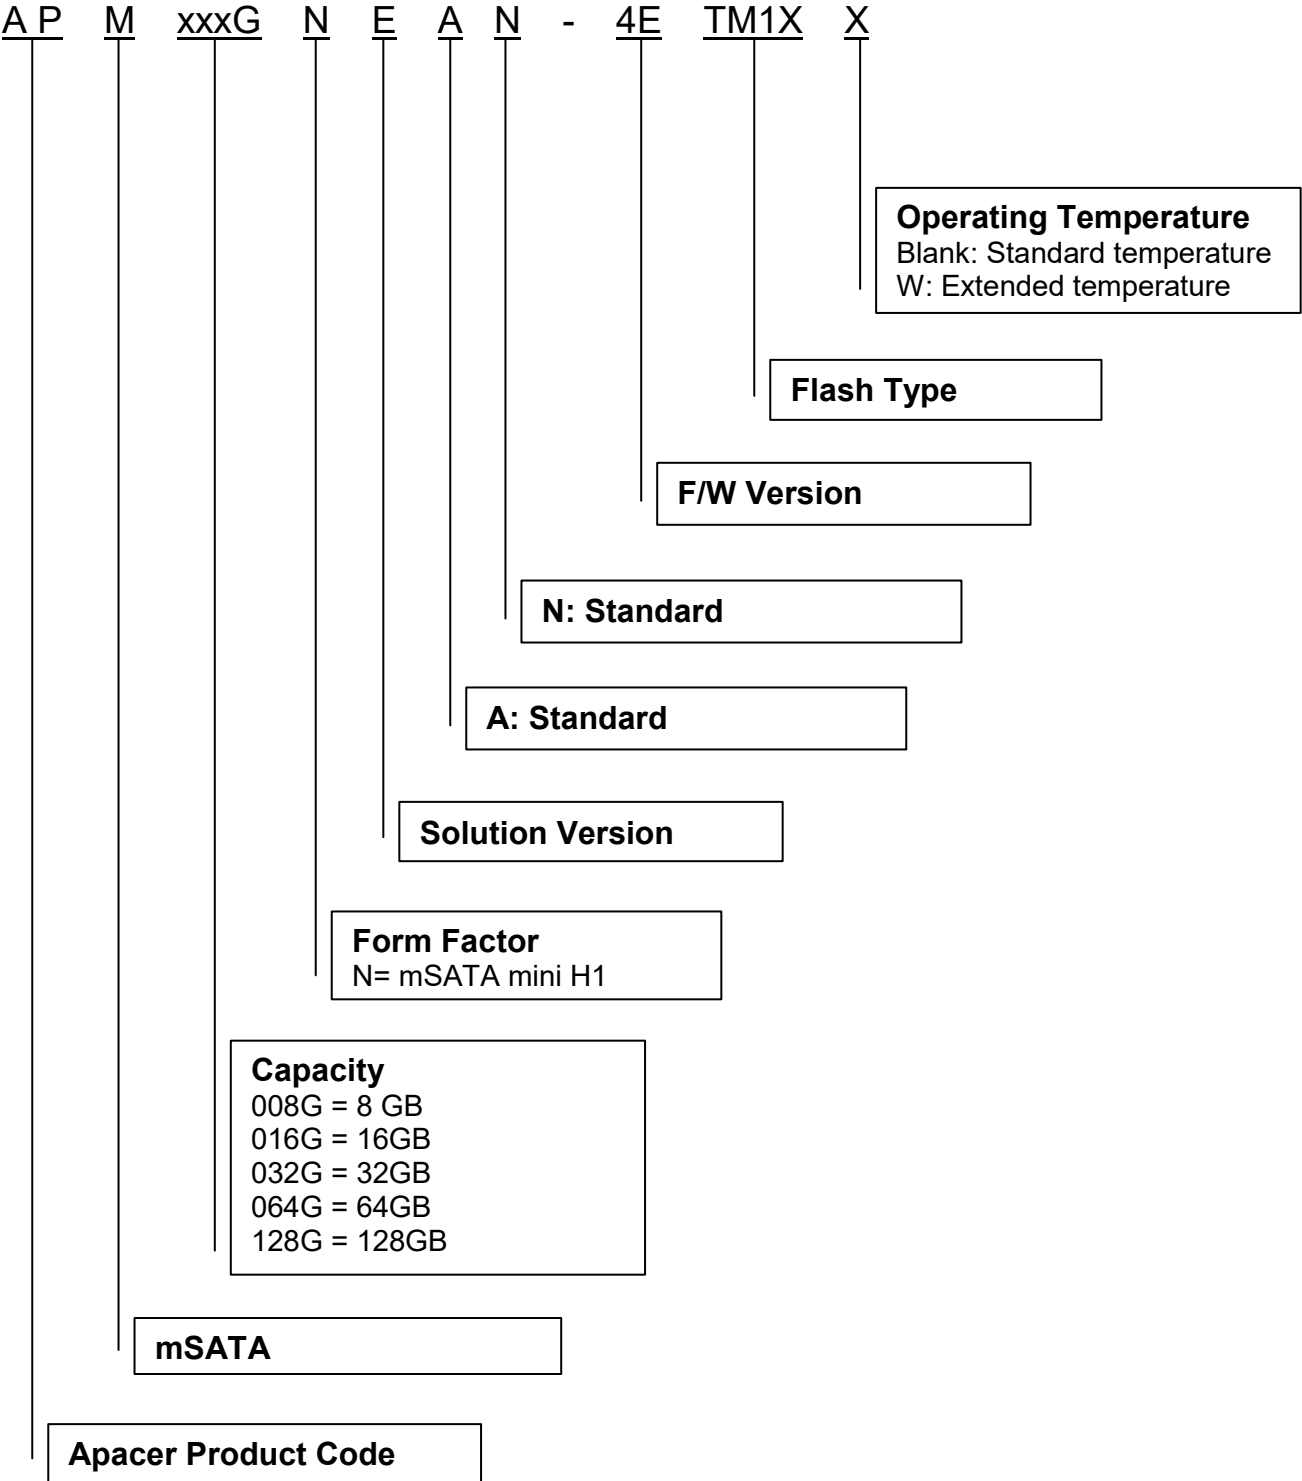 A P M xxxG N E A N - 4E TM1X X
Operating Temperature
Blank: Standard temperature
W: Extended temperature
Flash Type
F/W Version
N: Standard
A: Standard
Solution Version
Form Factor
N= mSATA mini H1
Capacity
008G = 8 GB
016G = 16GB
032G = 32GB
064G = 64GB
128G = 128GB
mSATA
Apacer Product Code